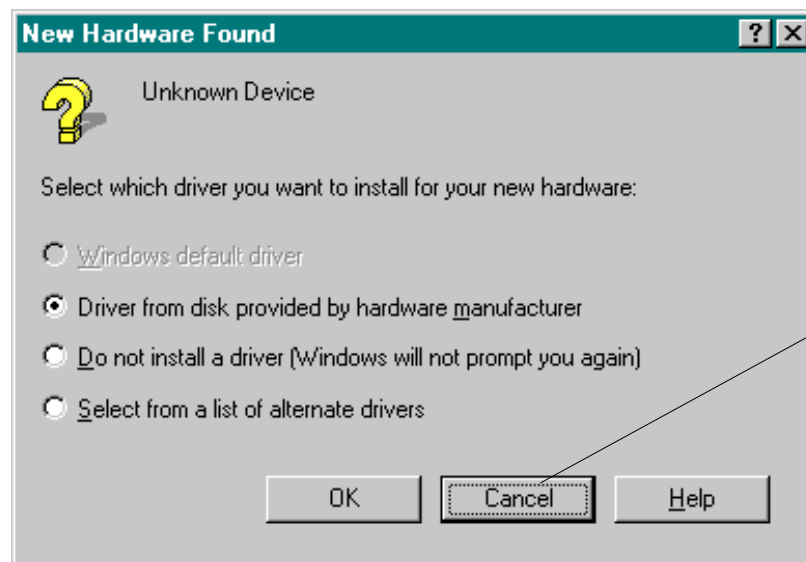 New Hardware Found
Unknown Device
Select which driver you want to install for your new hardware:
Windows default driver
Driver from disk provided by hardware manufacturer
Do not install a driver (Windows will not prompt you again)
Select from a list of alternate drivers
OK Cancel Help